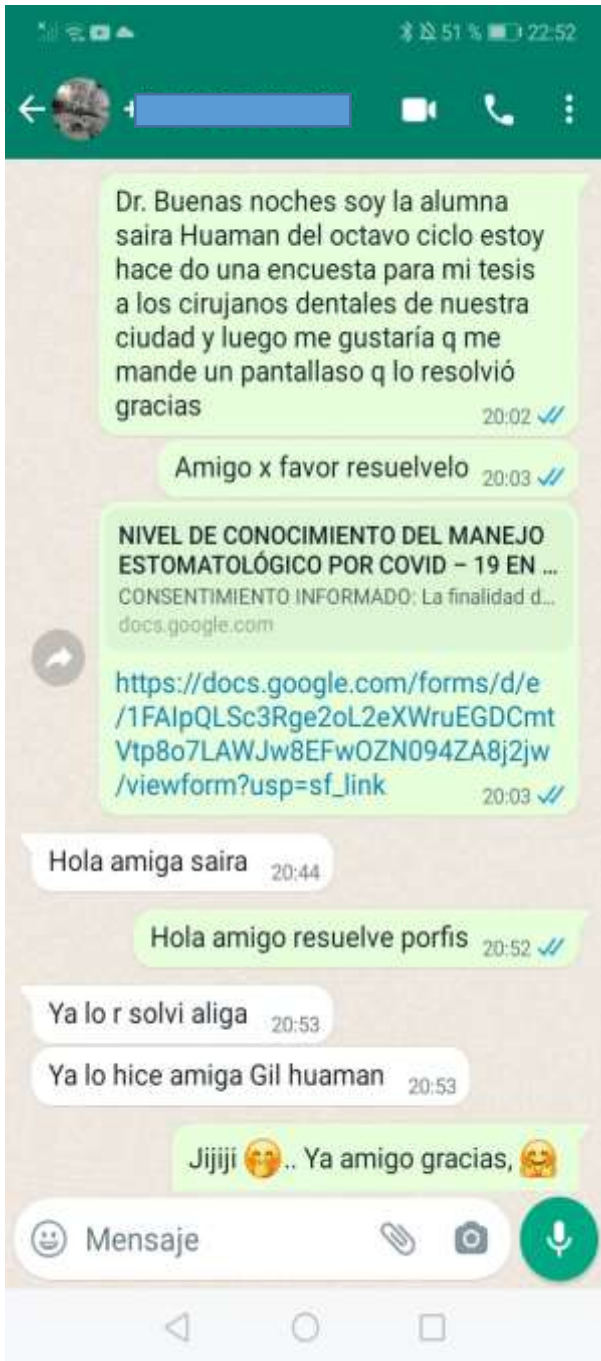 51 % 22:52
+
Dr. Buenas noches soy la alumna
saira Huaman del octavo ciclo estoy
hace do una encuesta para mi tesis
a los cirujanos dentales de nuestra
ciudad y luego me gustaría q me
mande un pantallaso q lo resolvió
gracias
20:02
Amigo x favor resuelvelo 20:03
NIVEL DE CONOCIMIENTO DEL MANEJO
ESTOMATOLÓGICO POR COVID – 19 EN ...
CONSENTIMIENTO INFORMADO: La finalidad d...
docs.google.com
https://docs.google.com/forms/d/e
/1FAIpQLSc3Rge2oL2eXWruEGDCmt
Vtp8o7LAWJw8EFwOZN094ZA8j2jw
/viewform?usp=sf_link
20:03
Hola amiga saira 20:44
Hola amigo resuelve porfis 20:52
Ya lo r solvi aliga 20:53
Ya lo hice amiga Gil huaman 20:53
Jijiji 🤭.. Ya amigo gracias, 🤗
Mensaje